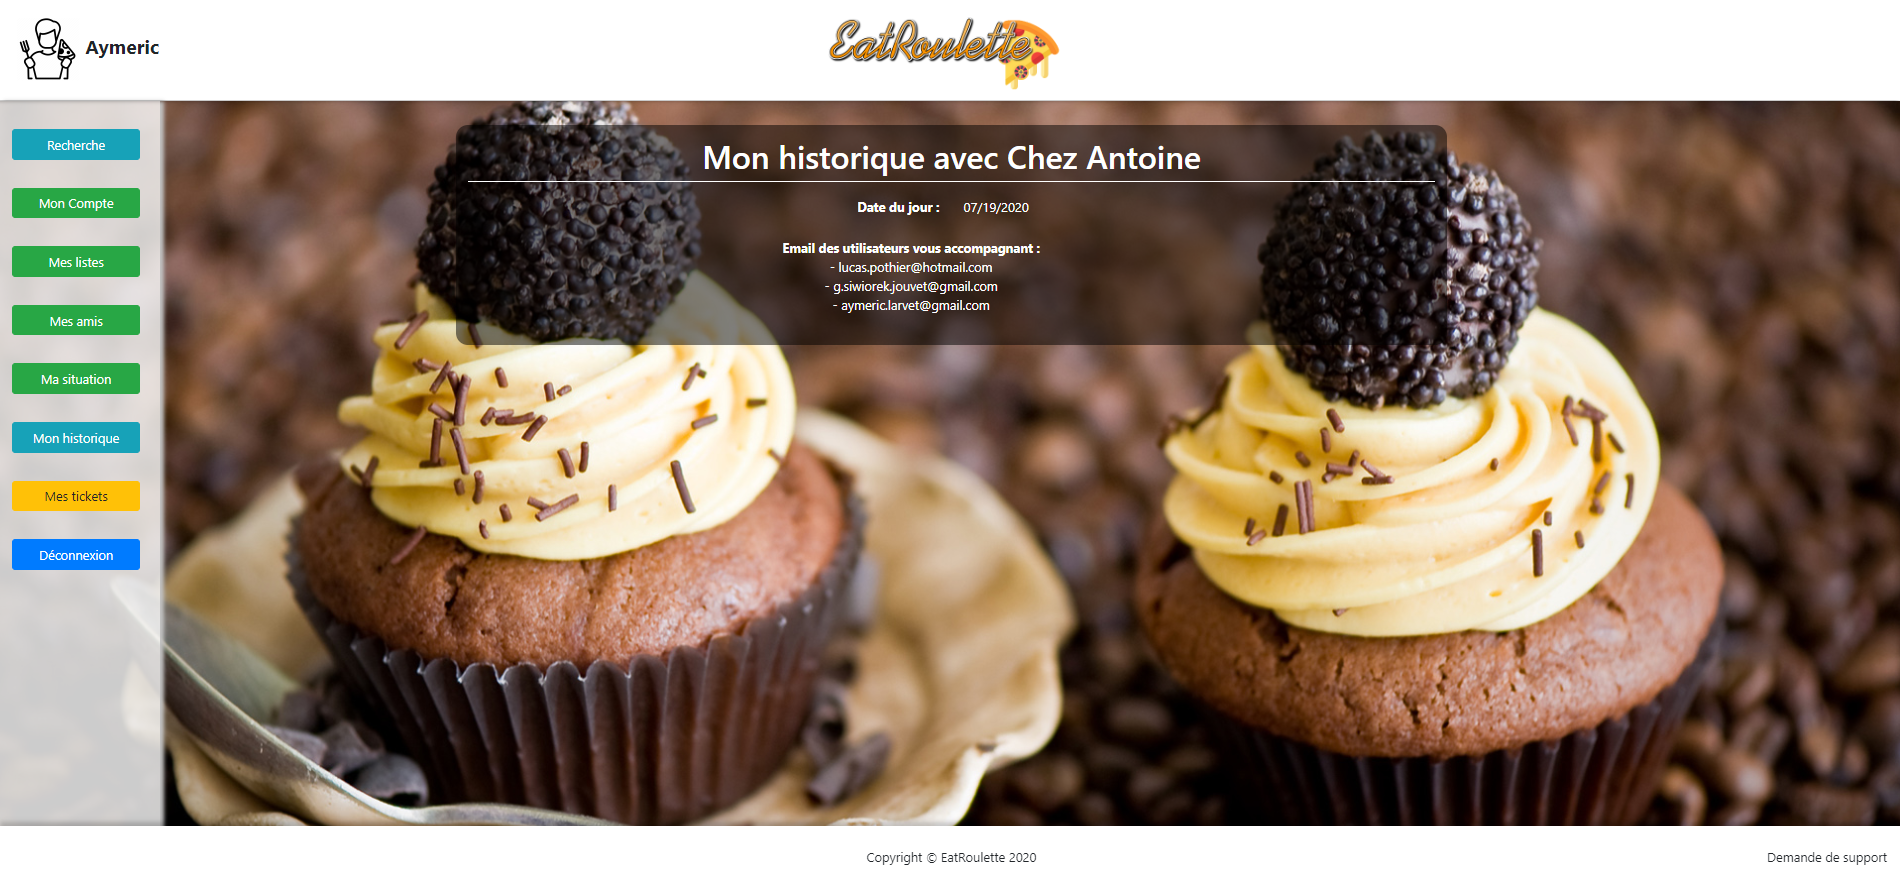 Aymeric
EatRoulette
Recherche
Mon Compte
Mes listes
Mes amis
Ma situation
Mon historique
Mes tickets
Déconnexion
Mon historique avec Chez Antoine
Date du jour : 07/19/2020
Email des utilisateurs vous accompagnant :
- lucas.pothier@hotmail.com
- g.siwiorek.jouvet@gmail.com
- aymeric.larvet@gmail.com
Copyright © EatRoulette 2020
Demande de support